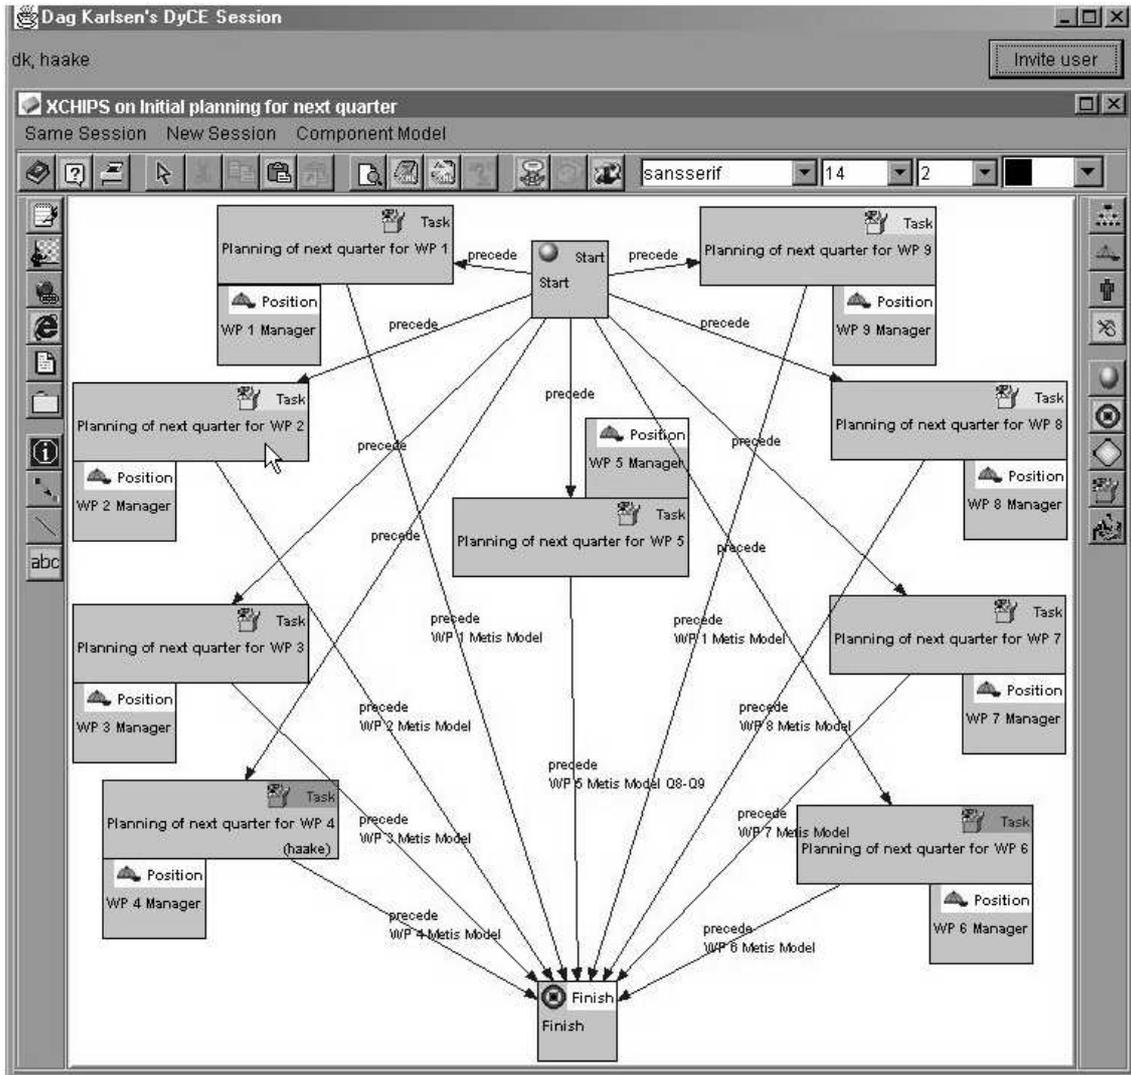 Dag Karlsen's DyCE Session
dk, haake
Invite user
XCHIPS on Initial planning for next quarter
Same Session New Session Component Model
sansserif 14 2
Task
Planning of next quarter for WP 1
Position
WP 1 Manager
precede
Start
Start
precede
Task
Planning of next quarter for WP 9
Position
WP 9 Manager
precede
precede
Task
Planning of next quarter for WP 2
Position
WP 2 Manager
precede
precede
Position
WP 5 Manager
Task
Planning of next quarter for WP 5
precede
Task
Planning of next quarter for WP 8
Position
WP 8 Manager
precede
precede
Task
Planning of next quarter for WP 3
Position
WP 3 Manager
precede
WP 1 Metis Model
precede
WP 1 Metis Model
Task
Planning of next quarter for WP 7
Position
WP 7 Manager
precede
WP 2 Metis Model
precede
WP 8 Metis Model
precede
WP 5 Metis Model Q8-Q9
Task
Planning of next quarter for WP 4
(haake)
Position
WP 4 Manager
precede
WP 3 Metis Model
precede
WP 7 Metis Model
Task
Planning of next quarter for WP 6
Position
WP 6 Manager
precede
WP 4 Metis Model
precede
WP 6 Metis Model
Finish
Finish
abc